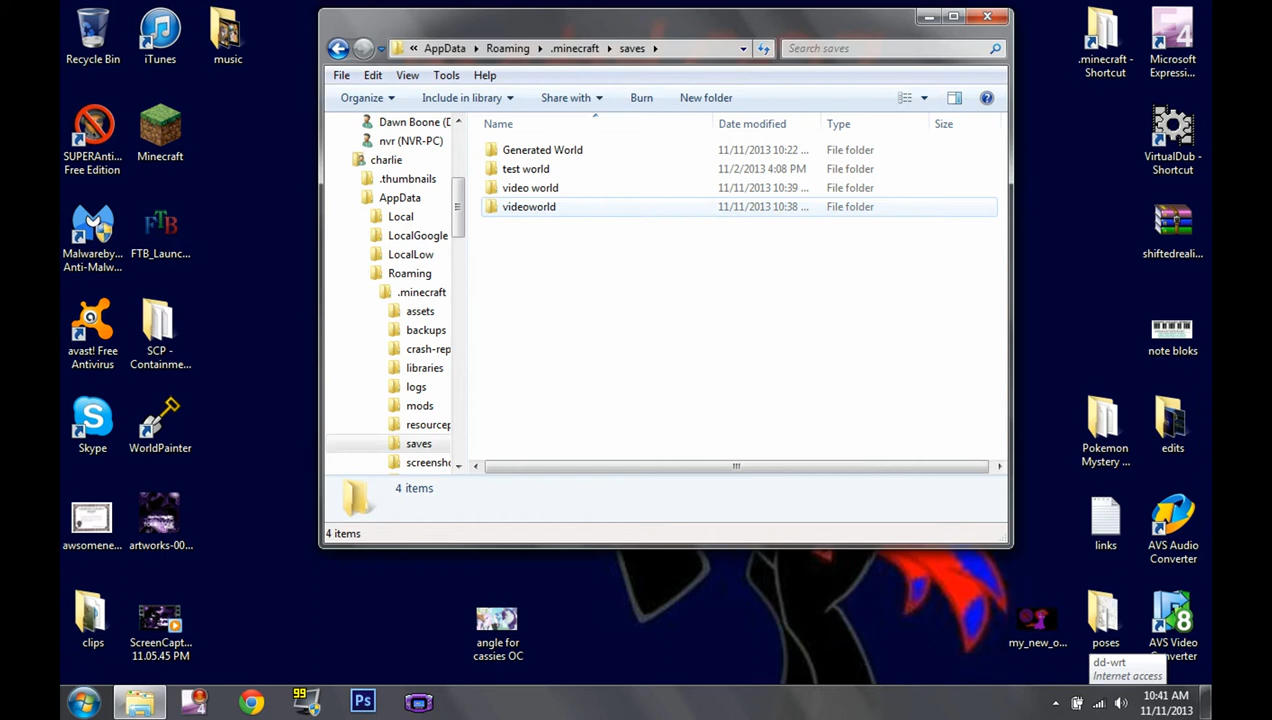 Recycle Bin
iTunes
music
SUPERAnti...
Free Edition
Minecraft
Malwareby...
Anti-Malw...
FTB_Launc...
avast! Free
Antivirus
SCP -
Containme...
Skype
WorldPainter
awsomene...
artworks-00...
clips
ScreenCapt...
11.05.45 PM
AppData
Roaming
.minecraft
saves
Search saves
File
Edit
View
Tools
Help
Organize
Include in library
Share with
Burn
New folder
Dawn Boone (D
nvr (NVR-PC)
charlie
.thumbnails
AppData
Local
LocalGoogle
LocalLow
Roaming
.minecraft
assets
backups
crash-rep
libraries
logs
mods
resourcep
saves
screensho
Name
Date modified
Type
Size
Generated World
11/11/2013 10:22 ...
File folder
test world
11/2/2013 4:08 PM
File folder
video world
11/11/2013 10:39 ...
File folder
videoworld
11/11/2013 10:38 ...
File folder
4 items
4 items
angle for
cassies OC
my_new_o...
.minecraft -
Shortcut
4
Microsoft
Expressi...
VirtualDub -
Shortcut
shiftedreali...
note bloks
Pokemon
Mystery ...
edits
links
AVS Audio
Converter
poses
8
AVS Video
Converter
dd-wrt
Internet access
4
99
Ps
10:41 AM
11/11/2013